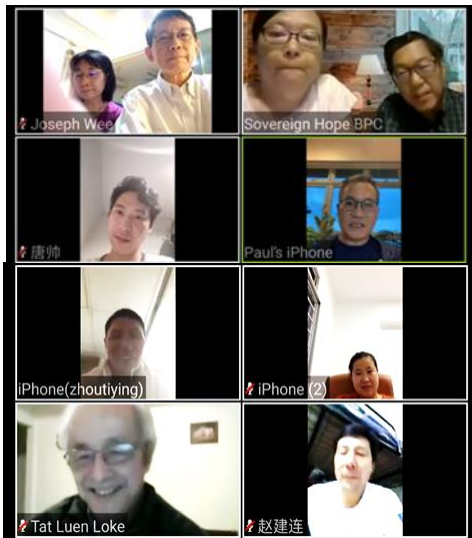 Joseph Wee
Sovereign Hope BPC
唐帅
Paul's iPhone
iPhone(zhoutiying)
iPhone (2)
Tat Luen Loke
赵建连